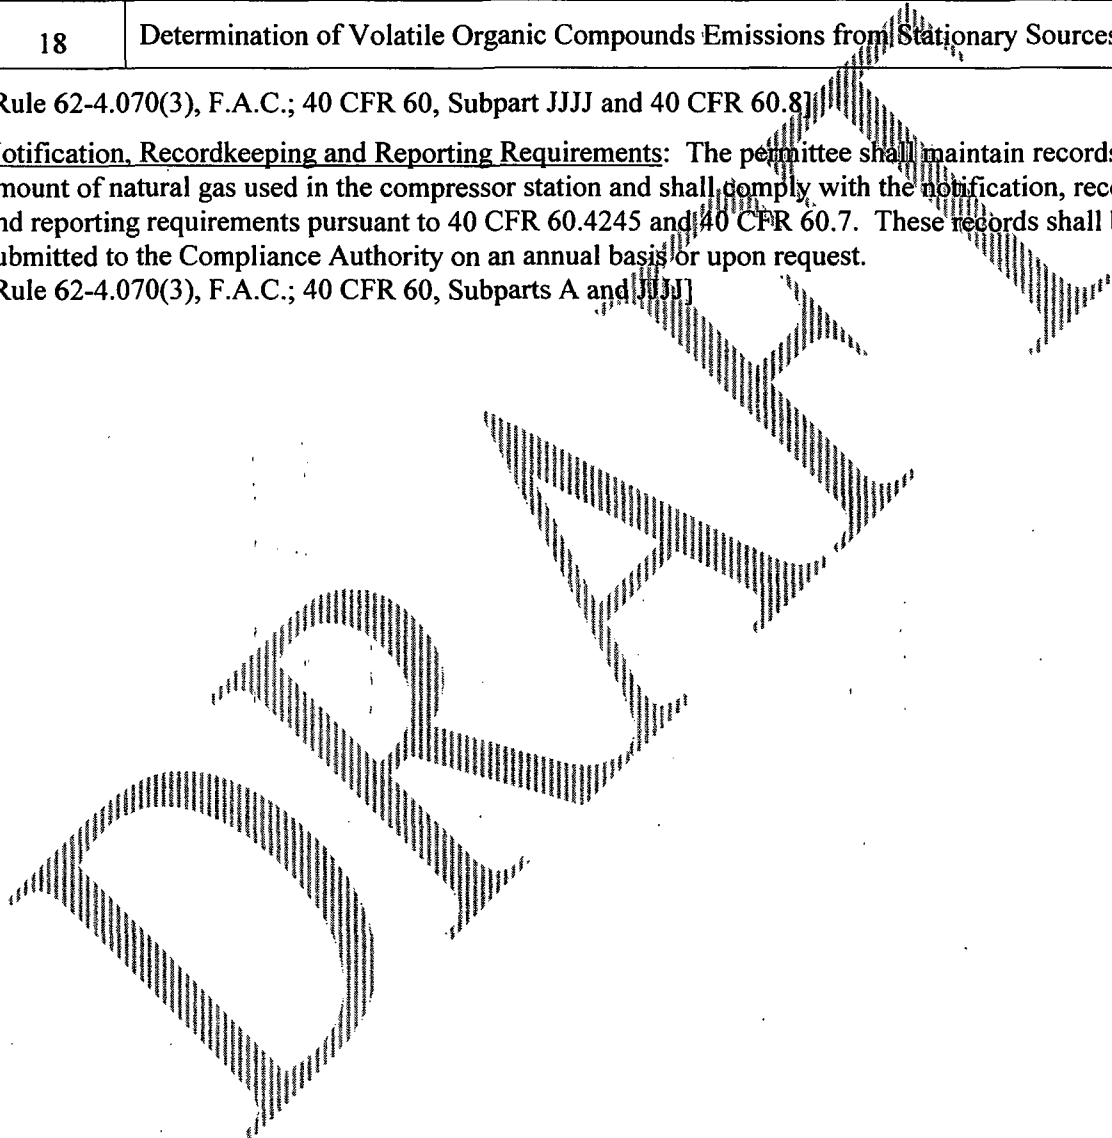 18 Determination of Volatile Organic Compounds Emissions from Stationary Sources
Rule 62-4.070(3), F.A.C.; 40 CFR 60, Subpart JJJJ and 40 CFR 60.8]
otification, Recordkeeping and Reporting Requirements: The permittee shall maintain records
mount of natural gas used in the compressor station and shall comply with the notification, reco
nd reporting requirements pursuant to 40 CFR 60.4245 and 40 CFR 60.7. These records shall b
ubmitted to the Compliance Authority on an annual basis or upon request.
Rule 62-4.070(3), F.A.C.; 40 CFR 60, Subparts A and JJJJ]
DRAFT